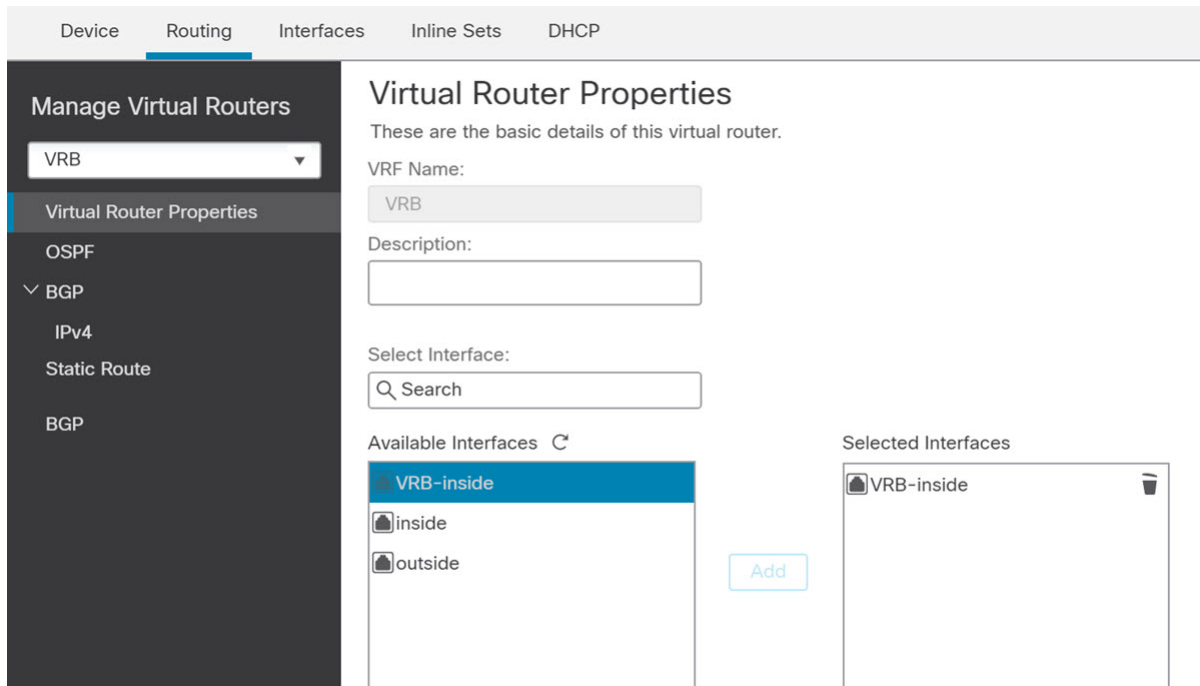 Device Routing Interfaces Inline Sets DHCP
Manage Virtual Routers
VRB
Virtual Router Properties
OSPF
BGP
IPv4
Static Route
BGP
Virtual Router Properties
These are the basic details of this virtual router.
VRF Name:
VRB
Description:
Select Interface:
Search
Available Interfaces
VRB-inside
inside
outside
Add
Selected Interfaces
VRB-inside